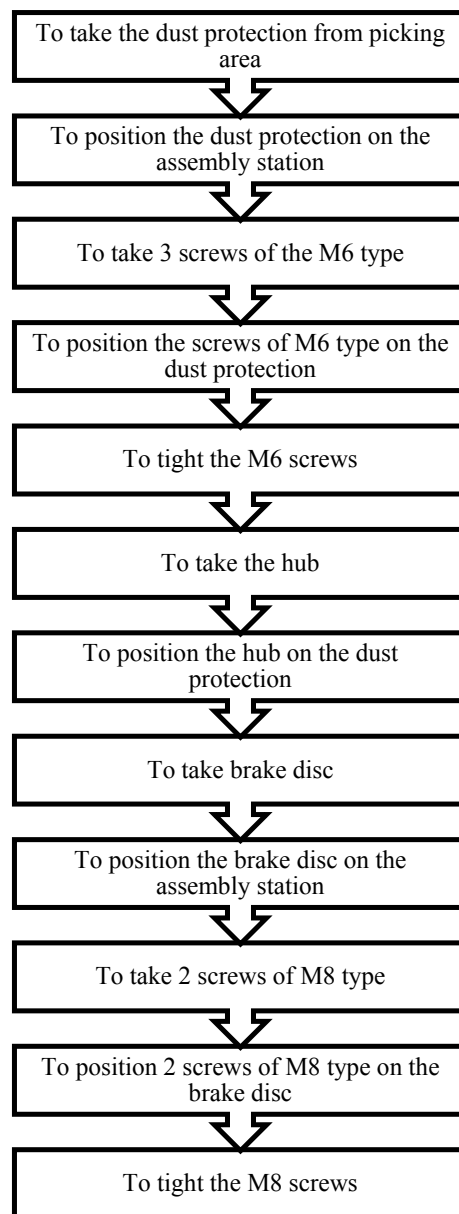 To take the dust protection from picking
area
To position the dust protection on the
assembly station
To take 3 screws of the M6 type
To position the screws of M6 type on the
dust protection
To tight the M6 screws
To take the hub
To position the hub on the dust
protection
To take brake disc
To position the brake disc on the
assembly station
To take 2 screws of M8 type
To position 2 screws of M8 type on the
brake disc
To tight the M8 screws